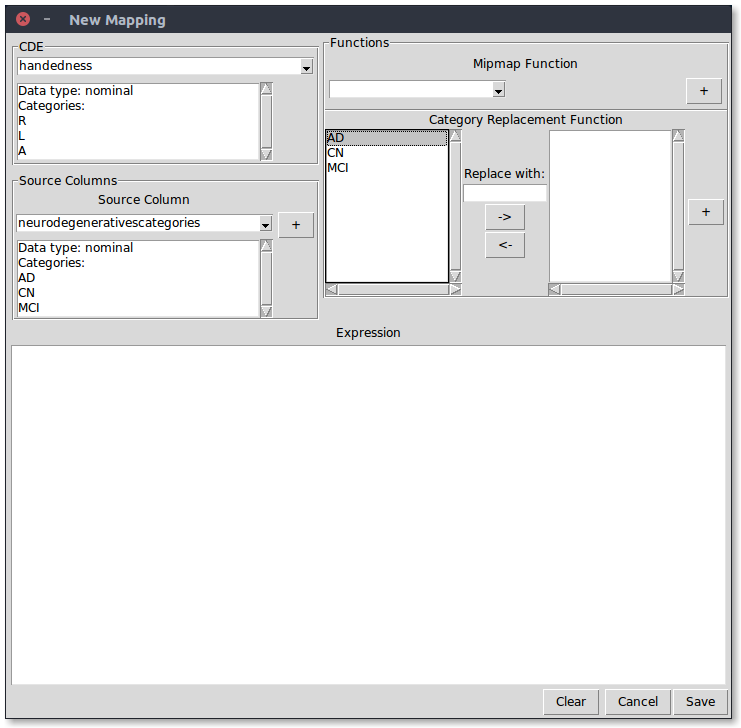 New Mapping
CDE
handedness
Data type: nominal
Categories:
R
L
A
Source Columns
Source Column
neurodegenerativescategories
+
Data type: nominal
Categories:
AD
CN
MCI
Functions
Mipmap Function
+
Category Replacement Function
AD
CN
MCI
Replace with:
->
<-
+
Expression
Clear
Cancel
Save